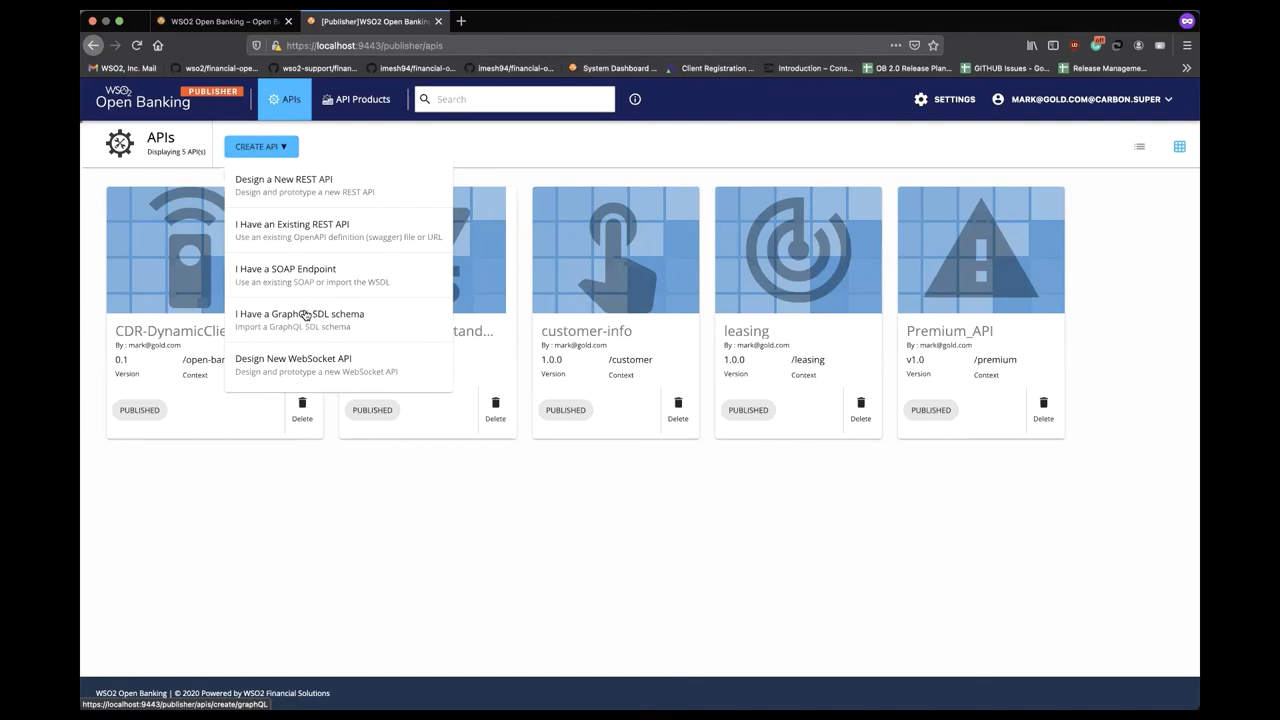 WSO2 Open Banking – Open B
[Publisher]WSO2 Open Banking
https://localhost:9443/publisher/apis
WSO2, Inc. Mail
wso2/financial-ope...
wso2-support/finan...
imesh94/financial-o...
imesh94/financial-o...
System Dashboard ...
Client Registration ...
Introduction – Cons...
OB 2.0 Release Plan...
GITHUB Issues - Go...
Release Manageme...
WSO2
Open Banking
PUBLISHER
APIs
API Products
Search
SETTINGS
MARK@GOLD.COM@CARBON.SUPER
APIs
Displaying 5 API(s)
CREATE API ▼
Design a New REST API
Design and prototype a new REST API
I Have an Existing REST API
Use an existing OpenAPI definition (swagger) file or URL
I Have a SOAP Endpoint
Use an existing SOAP or import the WSDL
I Have a GraphQL SDL schema
Import a GraphQL SDL schema
Design New WebSocket API
Design and prototype a new WebSocket API
CDR-DynamicClie
By : mark@gold.com
0.1
/open-ban
Version
Context
PUBLISHED
Delete
tand...
PUBLISHED
Delete
customer-info
By : mark@gold.com
1.0.0
/customer
Version
Context
PUBLISHED
Delete
leasing
By : mark@gold.com
1.0.0
/leasing
Version
Context
PUBLISHED
Delete
Premium_API
By : mark@gold.com
v1.0
/premium
Version
Context
PUBLISHED
Delete
WSO2 Open Banking | © 2020 Powered by WSO2 Financial Solutions
https://localhost:9443/publisher/apis/create/graphQL